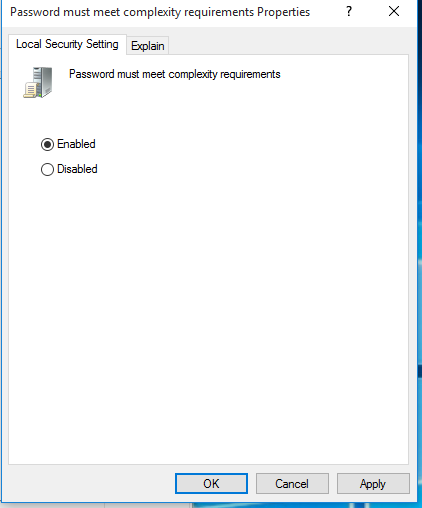 Password must meet complexity requirements Properties ?
Local Security Setting Explain
Password must meet complexity requirements
Enabled
Disabled
OK Cancel Apply